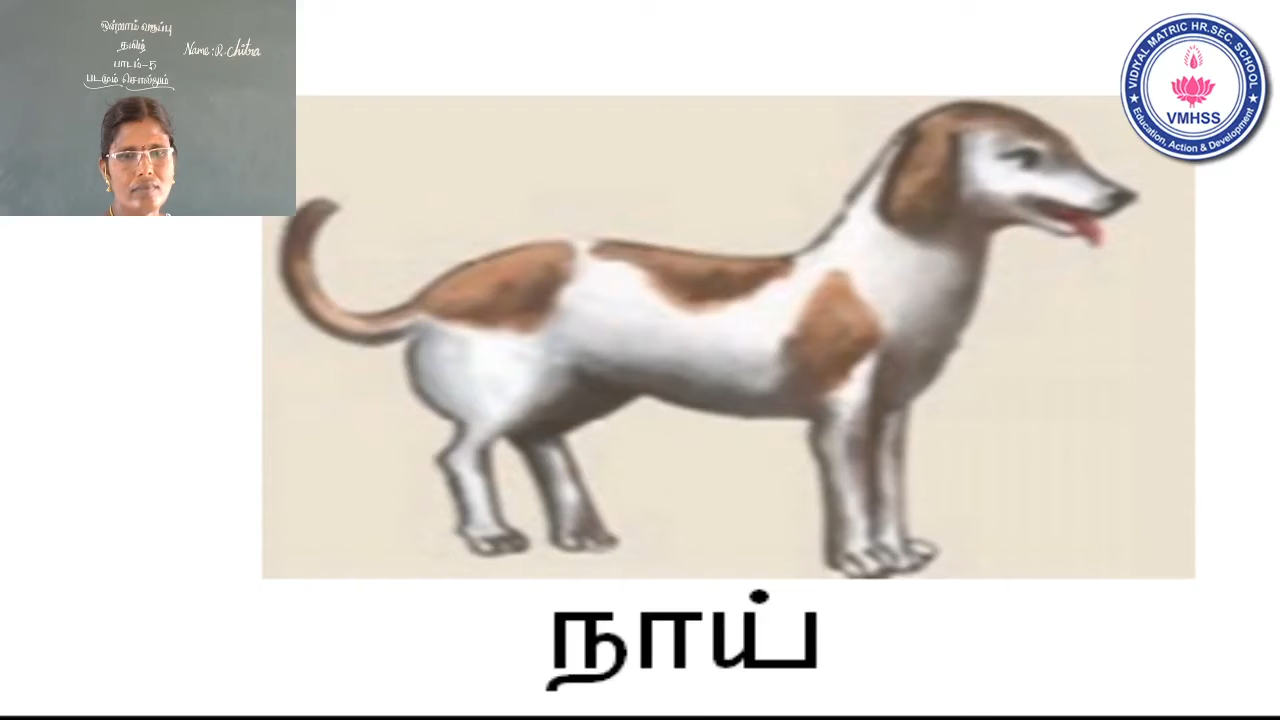 ஒன்றாம் வகுப்பு
தமிழ்
Name : R. Chitra
பாடம்-5
படமும் சொல்லும்
VIDIYAL MATRIC HR.SEC. SCHOOL
VMHSS
Education, Action & Development
நாய்